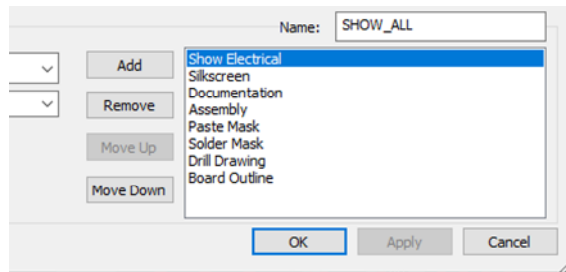 Name: SHOW_ALL
Add
Remove
Move Up
Move Down
Show Electrical
Silkscreen
Documentation
Assembly
Paste Mask
Solder Mask
Drill Drawing
Board Outline
OK Apply Cancel